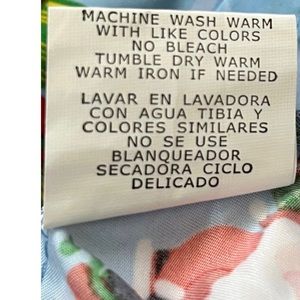 MACHINE WASH WARM
WITH LIKE COLORS
NO BLEACH
TUMBLE DRY WARM
WARM IRON IF NEEDED
LAVAR EN LAVADORA
CON AGUA TIBIA Y
COLORES SIMILARES
NO SE USE
BLANQUEADOR
SECADORA CICLO
DELICADO